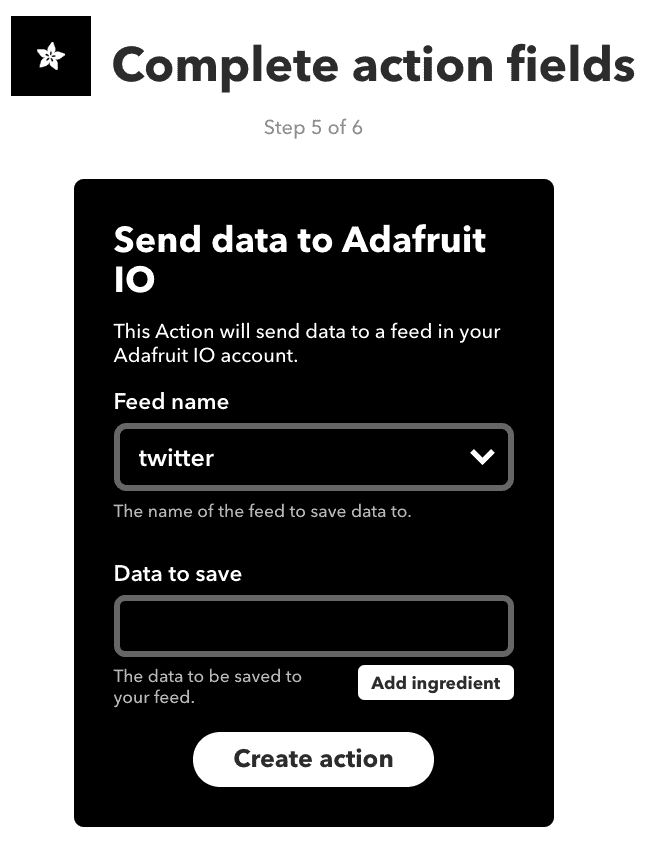 Complete action fields
Step 5 of 6
Send data to Adafruit
IO
This Action will send data to a feed in your
Adafruit IO account.
Feed name
twitter
The name of the feed to save data to.
Data to save
The data to be saved to
your feed.
Add ingredient
Create action